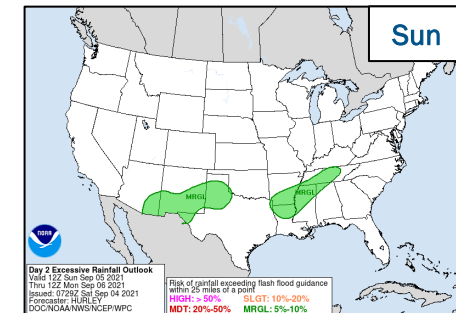 Sun
MRGL
MRGL
NOAA
Day 2 Excessive Rainfall Outlook
Valid 12Z Sun Sep 05 2021
Thru 12Z Mon Sep 06 2021
Issued: 0729Z Sat Sep 04 2021
Forecaster: HURLEY
DOC/NOAA/NWS/NCEP/WPC
Risk of rainfall exceeding flash flood guidance
within 25 miles of a point
HIGH: > 50% SLGT: 10%-20%
MDT: 20%-50% MRGL: 5%-10%